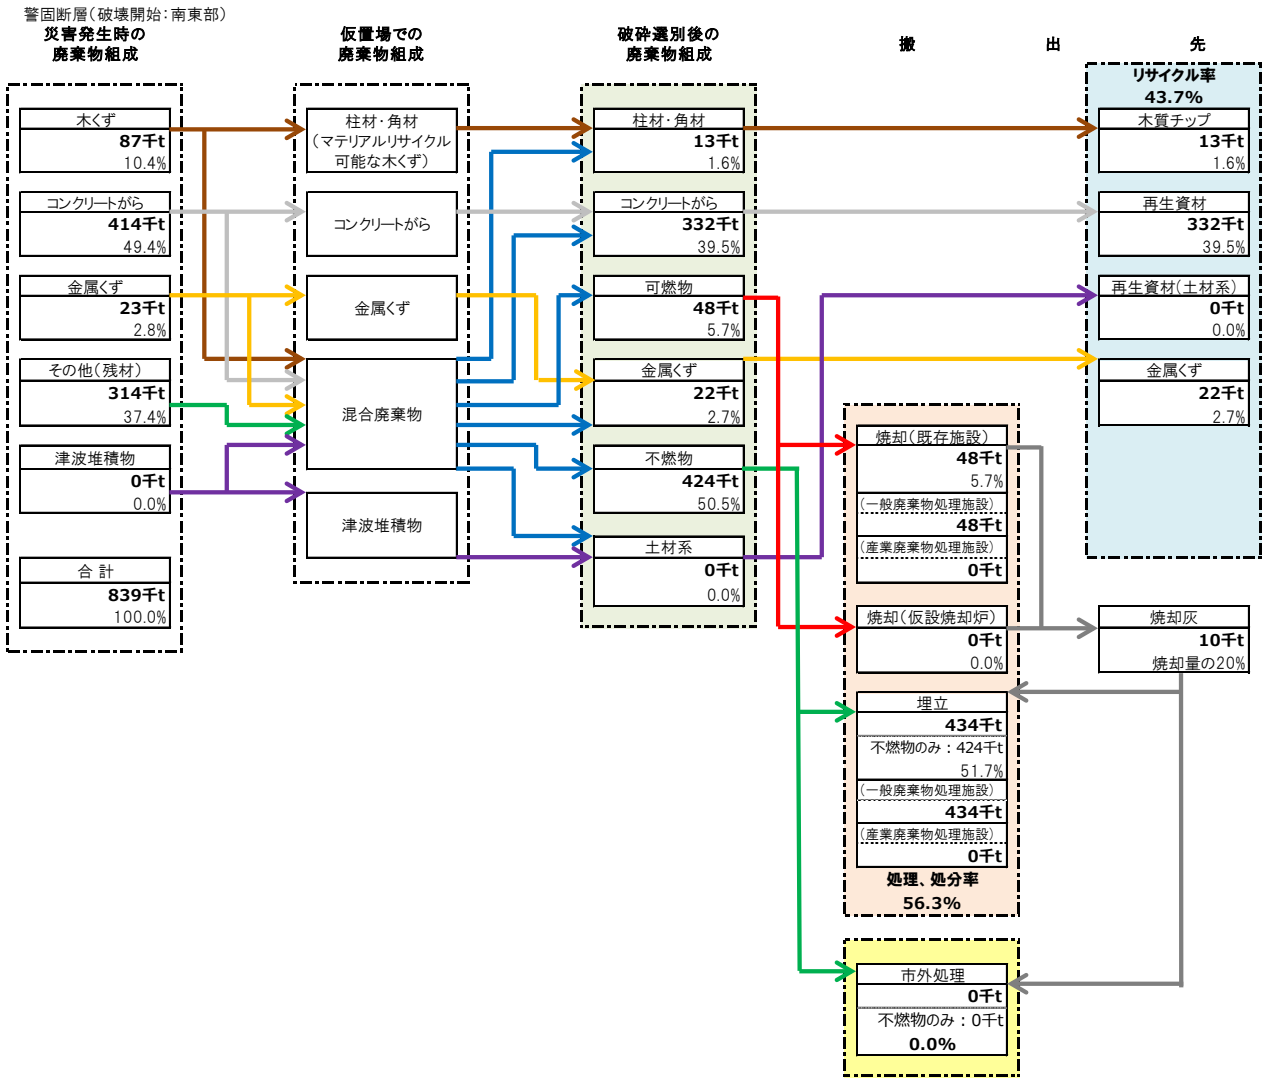 警固断層（破壊開始：南東部）
災害発生時の
廃棄物組成
仮置場での
廃棄物組成
破砕選別後の
廃棄物組成
搬　出　先
木くず
87千t
10.4%
コンクリートがら
414千t
49.4%
金属くず
23千t
2.8%
その他（残材）
314千t
37.4%
津波堆積物
0千t
0.0%
合 計
839千t
100.0%
柱材・角材
（マテリアルリサイクル
可能な木くず）
コンクリートがら
金属くず
混合廃棄物
津波堆積物
柱材・角材
13千t
1.6%
コンクリートがら
332千t
39.5%
可燃物
48千t
5.7%
金属くず
22千t
2.7%
不燃物
424千t
50.5%
土材系
0千t
0.0%
焼却（既存施設）
48千t
5.7%
（一般廃棄物処理施設）
48千t
（産業廃棄物処理施設）
0千t
焼却（仮設焼却炉）
0千t
0.0%
埋立
434千t
不燃物のみ：424千t
51.7%
（一般廃棄物処理施設）
434千t
（産業廃棄物処理施設）
0千t
処理、処分率
56.3%
市外処理
0千t
不燃物のみ：0千t
0.0%
リサイクル率
43.7%
木質チップ
13千t
1.6%
再生資材
332千t
39.5%
再生資材（土材系）
0千t
0.0%
金属くず
22千t
2.7%
焼却灰
10千t
焼却量の20%